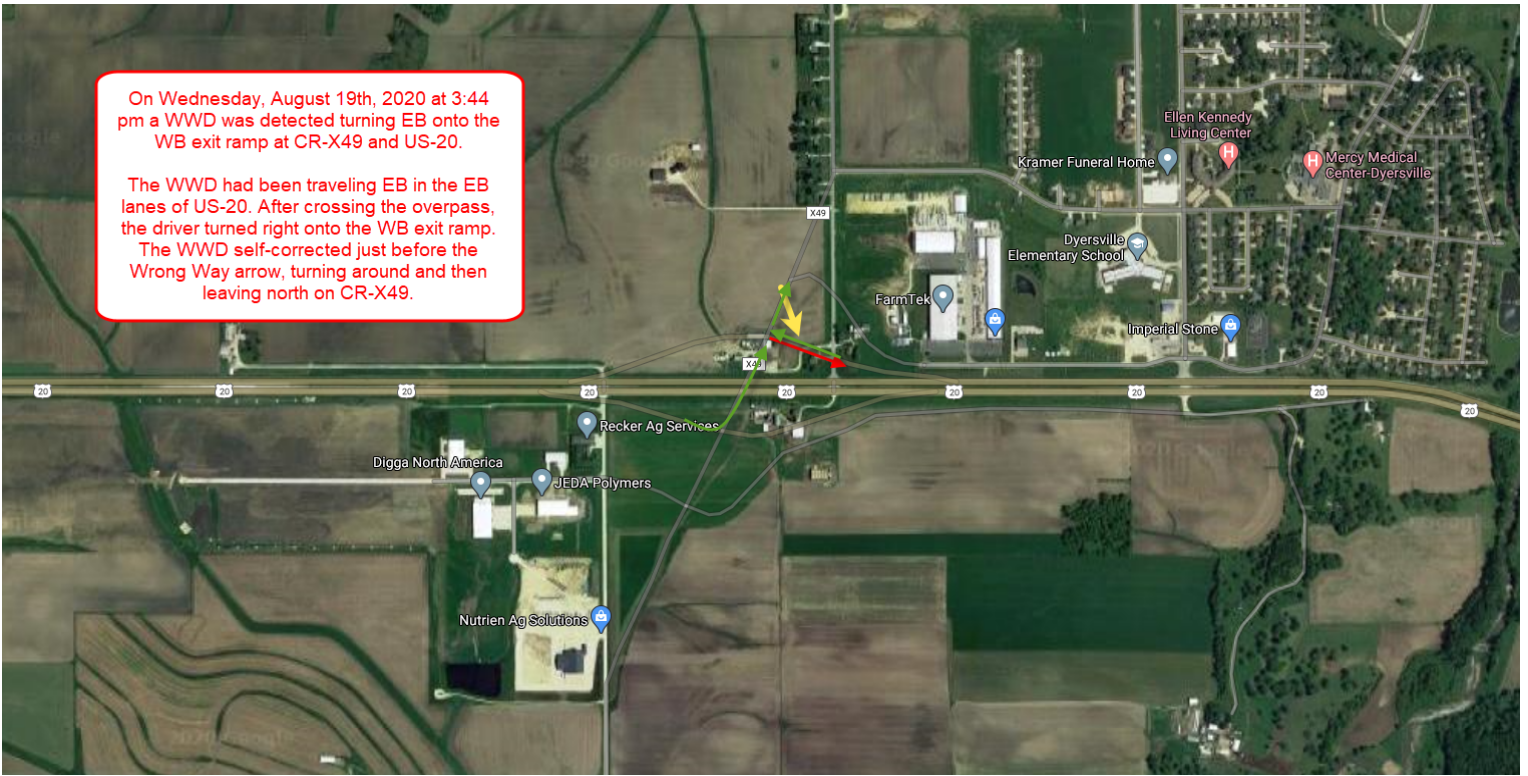 On Wednesday, August 19th, 2020 at 3:44
pm a WWD was detected turning EB onto the
WB exit ramp at CR-X49 and US-20.
The WWD had been traveling EB in the EB
lanes of US-20. After crossing the overpass,
the driver turned right onto the WB exit ramp.
The WWD self-corrected just before the
Wrong Way arrow, turning around and then
leaving north on CR-X49.
Ellen Kennedy
Living Center
Kramer Funeral Home
H
H
Mercy Medical
Center-Dyersville
X49
Dyersville
Elementary School
FarmTek
Imperial Stone
X49
20
20
20
20
20
20
20
20
20
Recker Ag Services
Digga North America
JEDA Polymers
Nutrien Ag Solutions